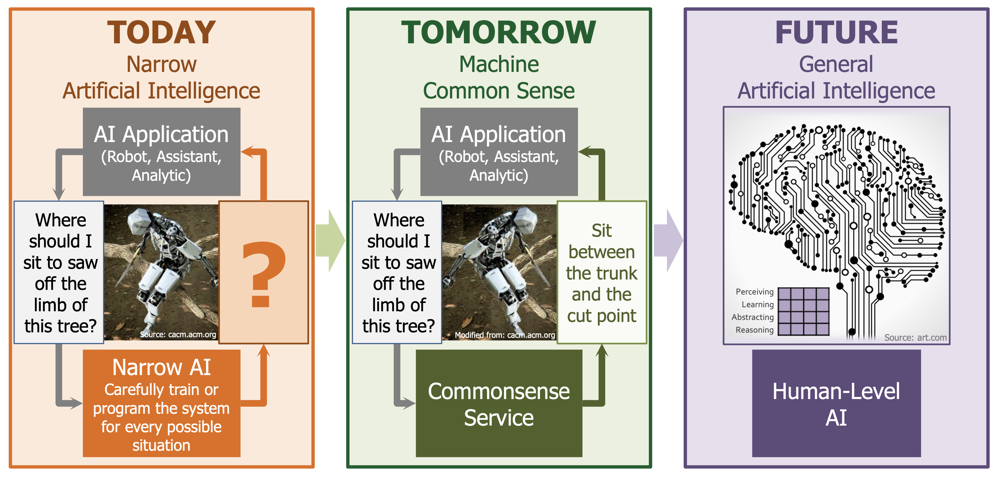 TODAY
Narrow
Artificial Intelligence
AI Application
(Robot, Assistant,
Analytic)
Where
should I
sit to saw
off the
limb of
this tree?
Source: cacm.acm.org
?
Narrow AI
Carefully train or
program the system
for every possible
situation
TOMORROW
Machine
Common Sense
AI Application
(Robot, Assistant,
Analytic)
Where
should I
sit to saw
off the
limb of
this tree?
Modified from: cacm.acm.org
Sit
between
the trunk
and the
cut point
Commonsense
Service
FUTURE
General
Artificial Intelligence
Perceiving
Learning
Abstracting
Reasoning
Source: art.com
Human-Level
AI